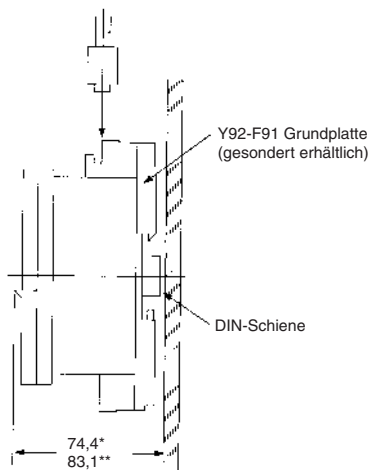 Y92-F91 Grundplatte
(gesondert erhältlich)
DIN-Schiene
74,4*
83,1**